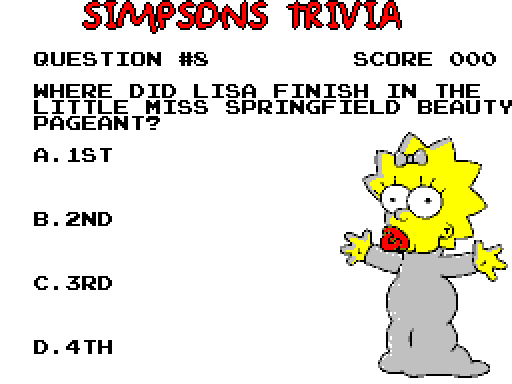 SIMPSONS TRIVIA
QUESTION #8 SCORE 000
WHERE DID LISA FINISH IN THE
LITTLE MISS SPRINGFIELD BEAUTY
PAGEANT?
A.1ST
B.2ND
C.3RD
D.4TH